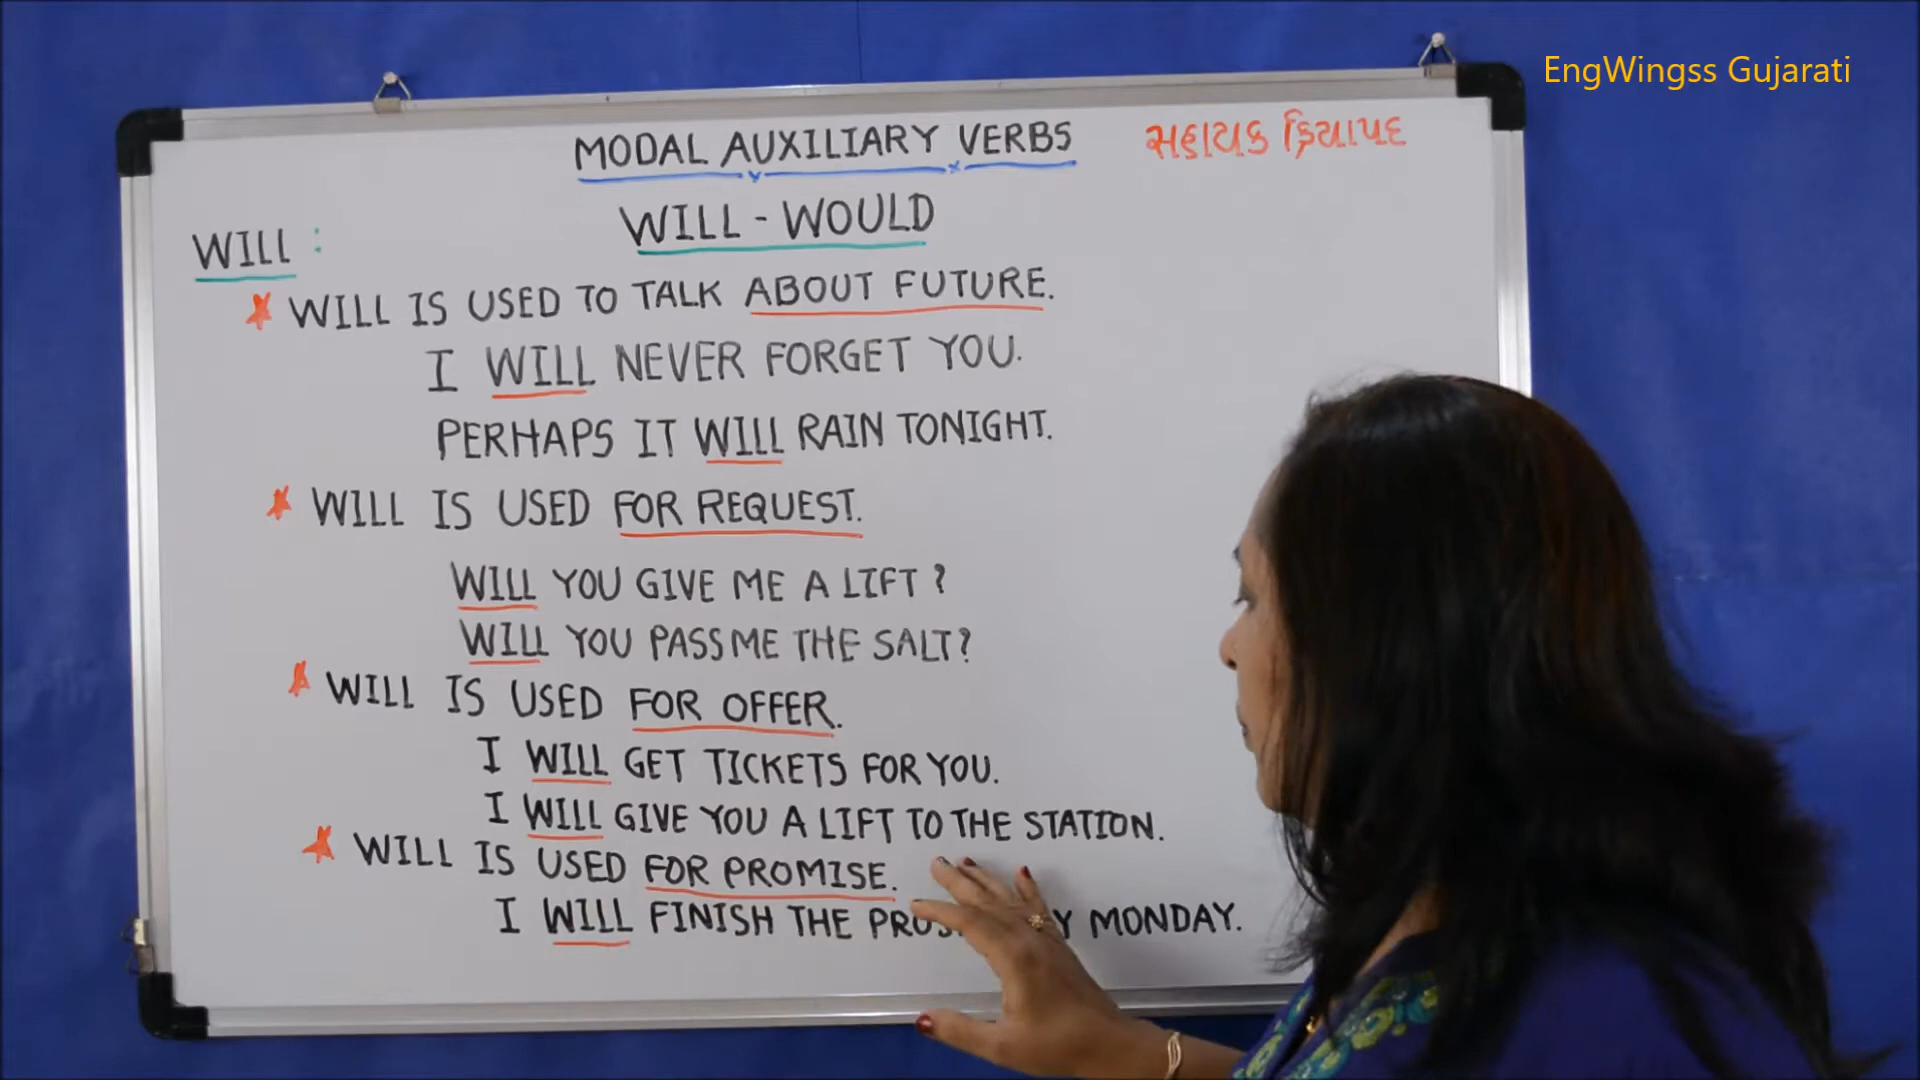 EngWingss Gujarati
MODAL AUXILIARY VERBS સહાયક ક્રિયાપદ
WILL - WOULD
WILL :
WILL IS USED TO TALK ABOUT FUTURE.
I WILL NEVER FORGET YOU.
PERHAPS IT WILL RAIN TONIGHT.
WILL IS USED FOR REQUEST.
WILL YOU GIVE ME A LIFT ?
WILL YOU PASS ME THE SALT?
WILL IS USED FOR OFFER.
I WILL GET TICKETS FOR YOU.
I WILL GIVE YOU A LIFT TO THE STATION.
WILL IS USED FOR PROMISE.
I WILL FINISH THE MONDAY.